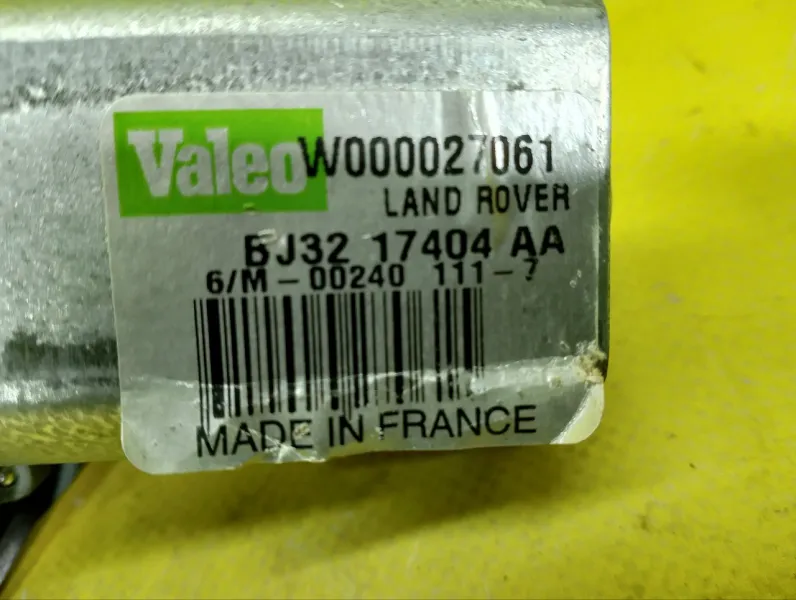 Valeo W000027061
LAND ROVER
BJ32 17404 AA
6/M-00240 111-7
MADE IN FRANCE